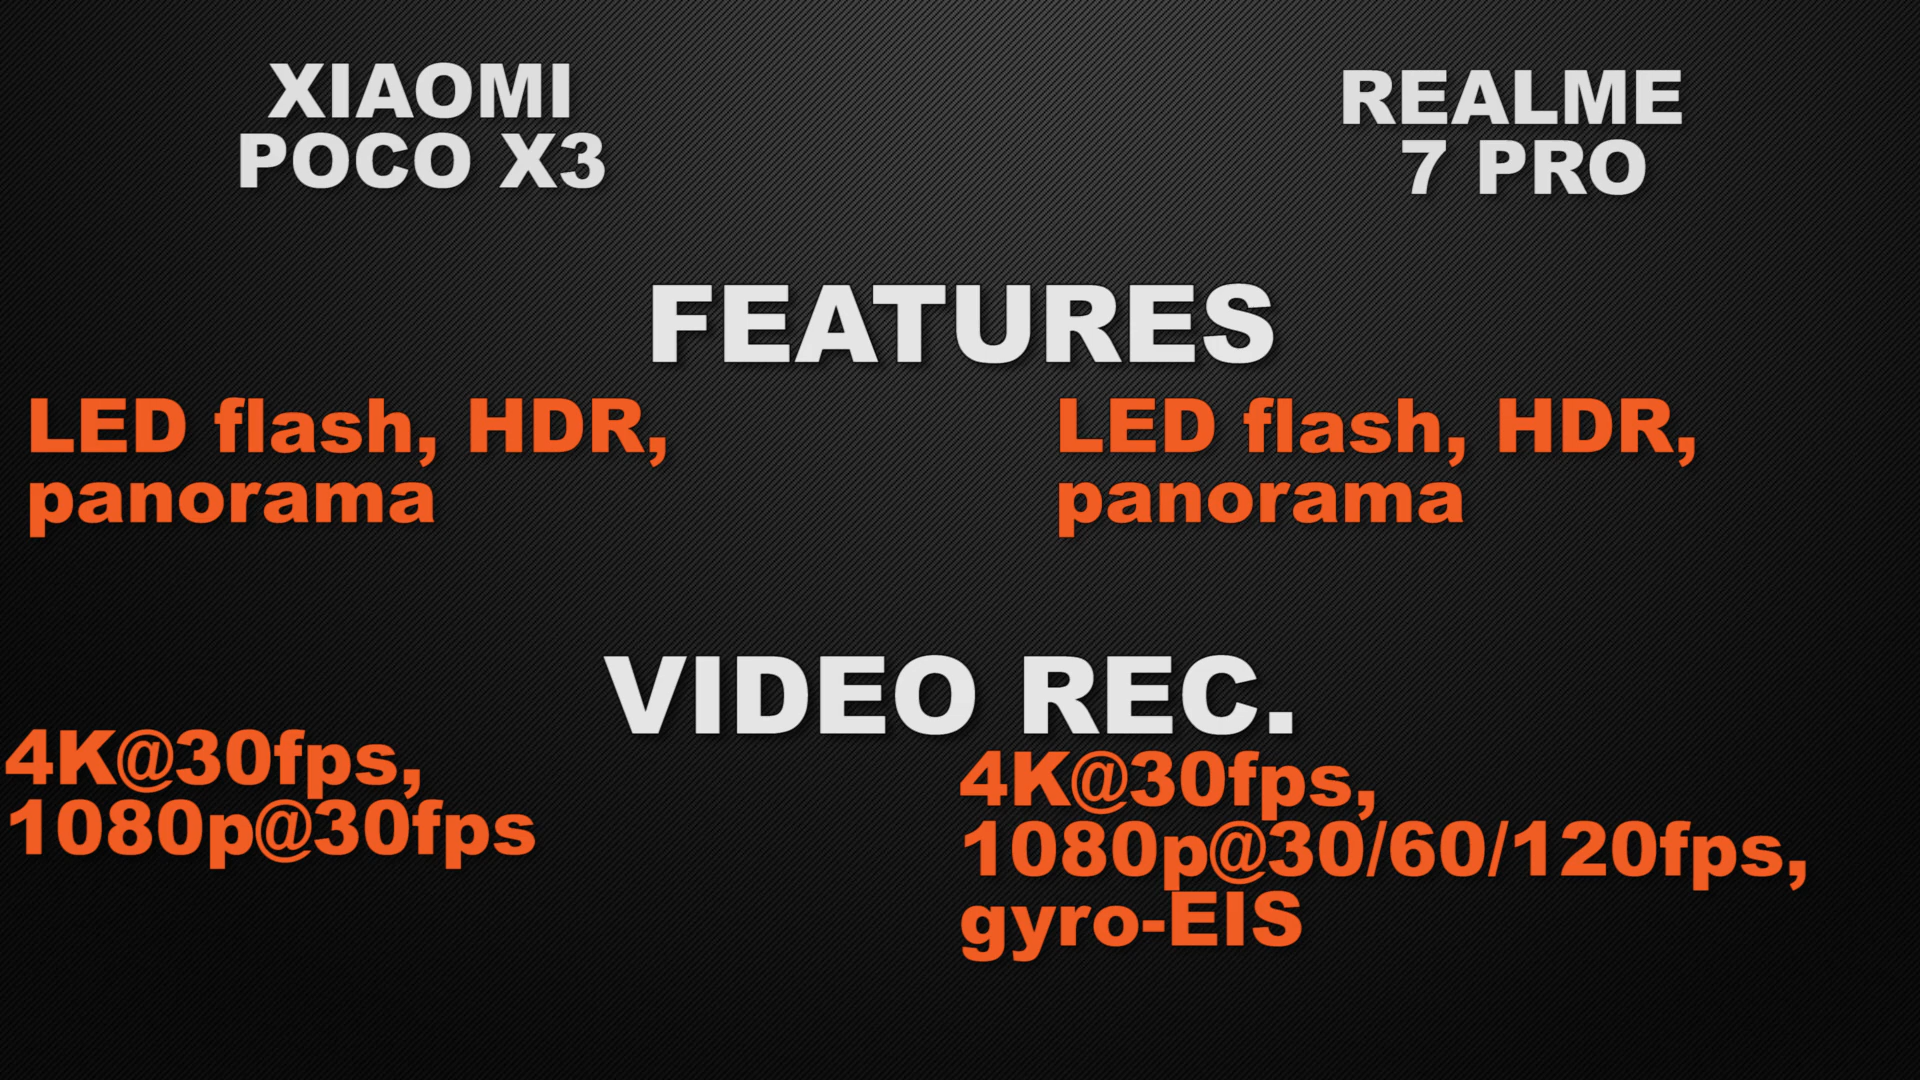 XIAOMI
POCO X3
REALME
7 PRO
FEATURES
LED flash, HDR,
panorama
LED flash, HDR,
panorama
VIDEO REC.
4K@30fps,
1080p@30fps
4K@30fps,
1080p@30/60/120fps,
gyro-EIS